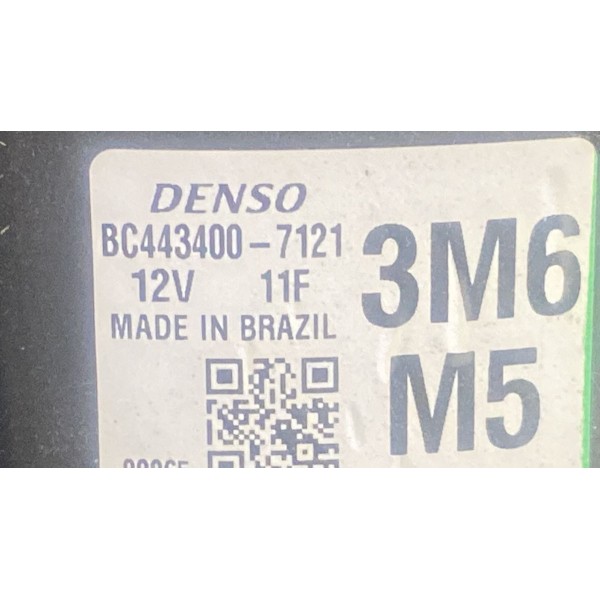 DENSO
BC443400-7121
12V 11F
MADE IN BRAZIL
3M6
M5